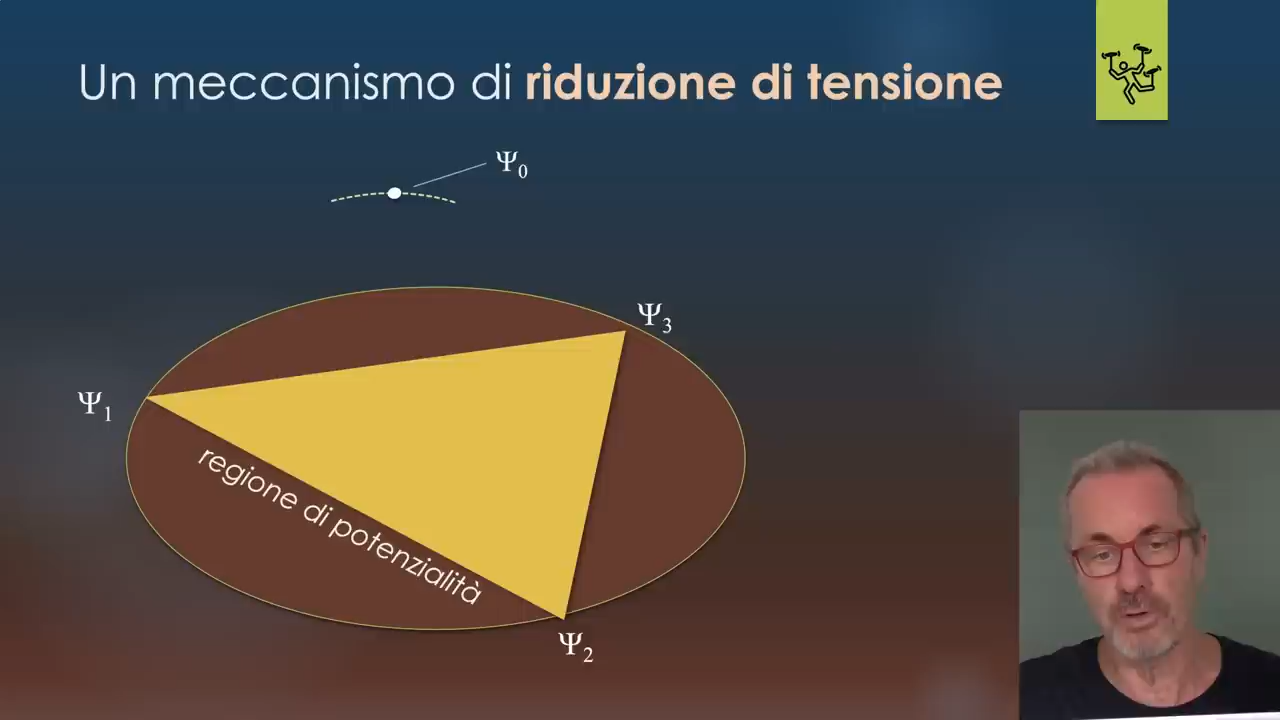 Un meccanismo di riduzione di tensione
Ψ₀
Ψ₃
Ψ₁
regione di potenzialità
Ψ₂